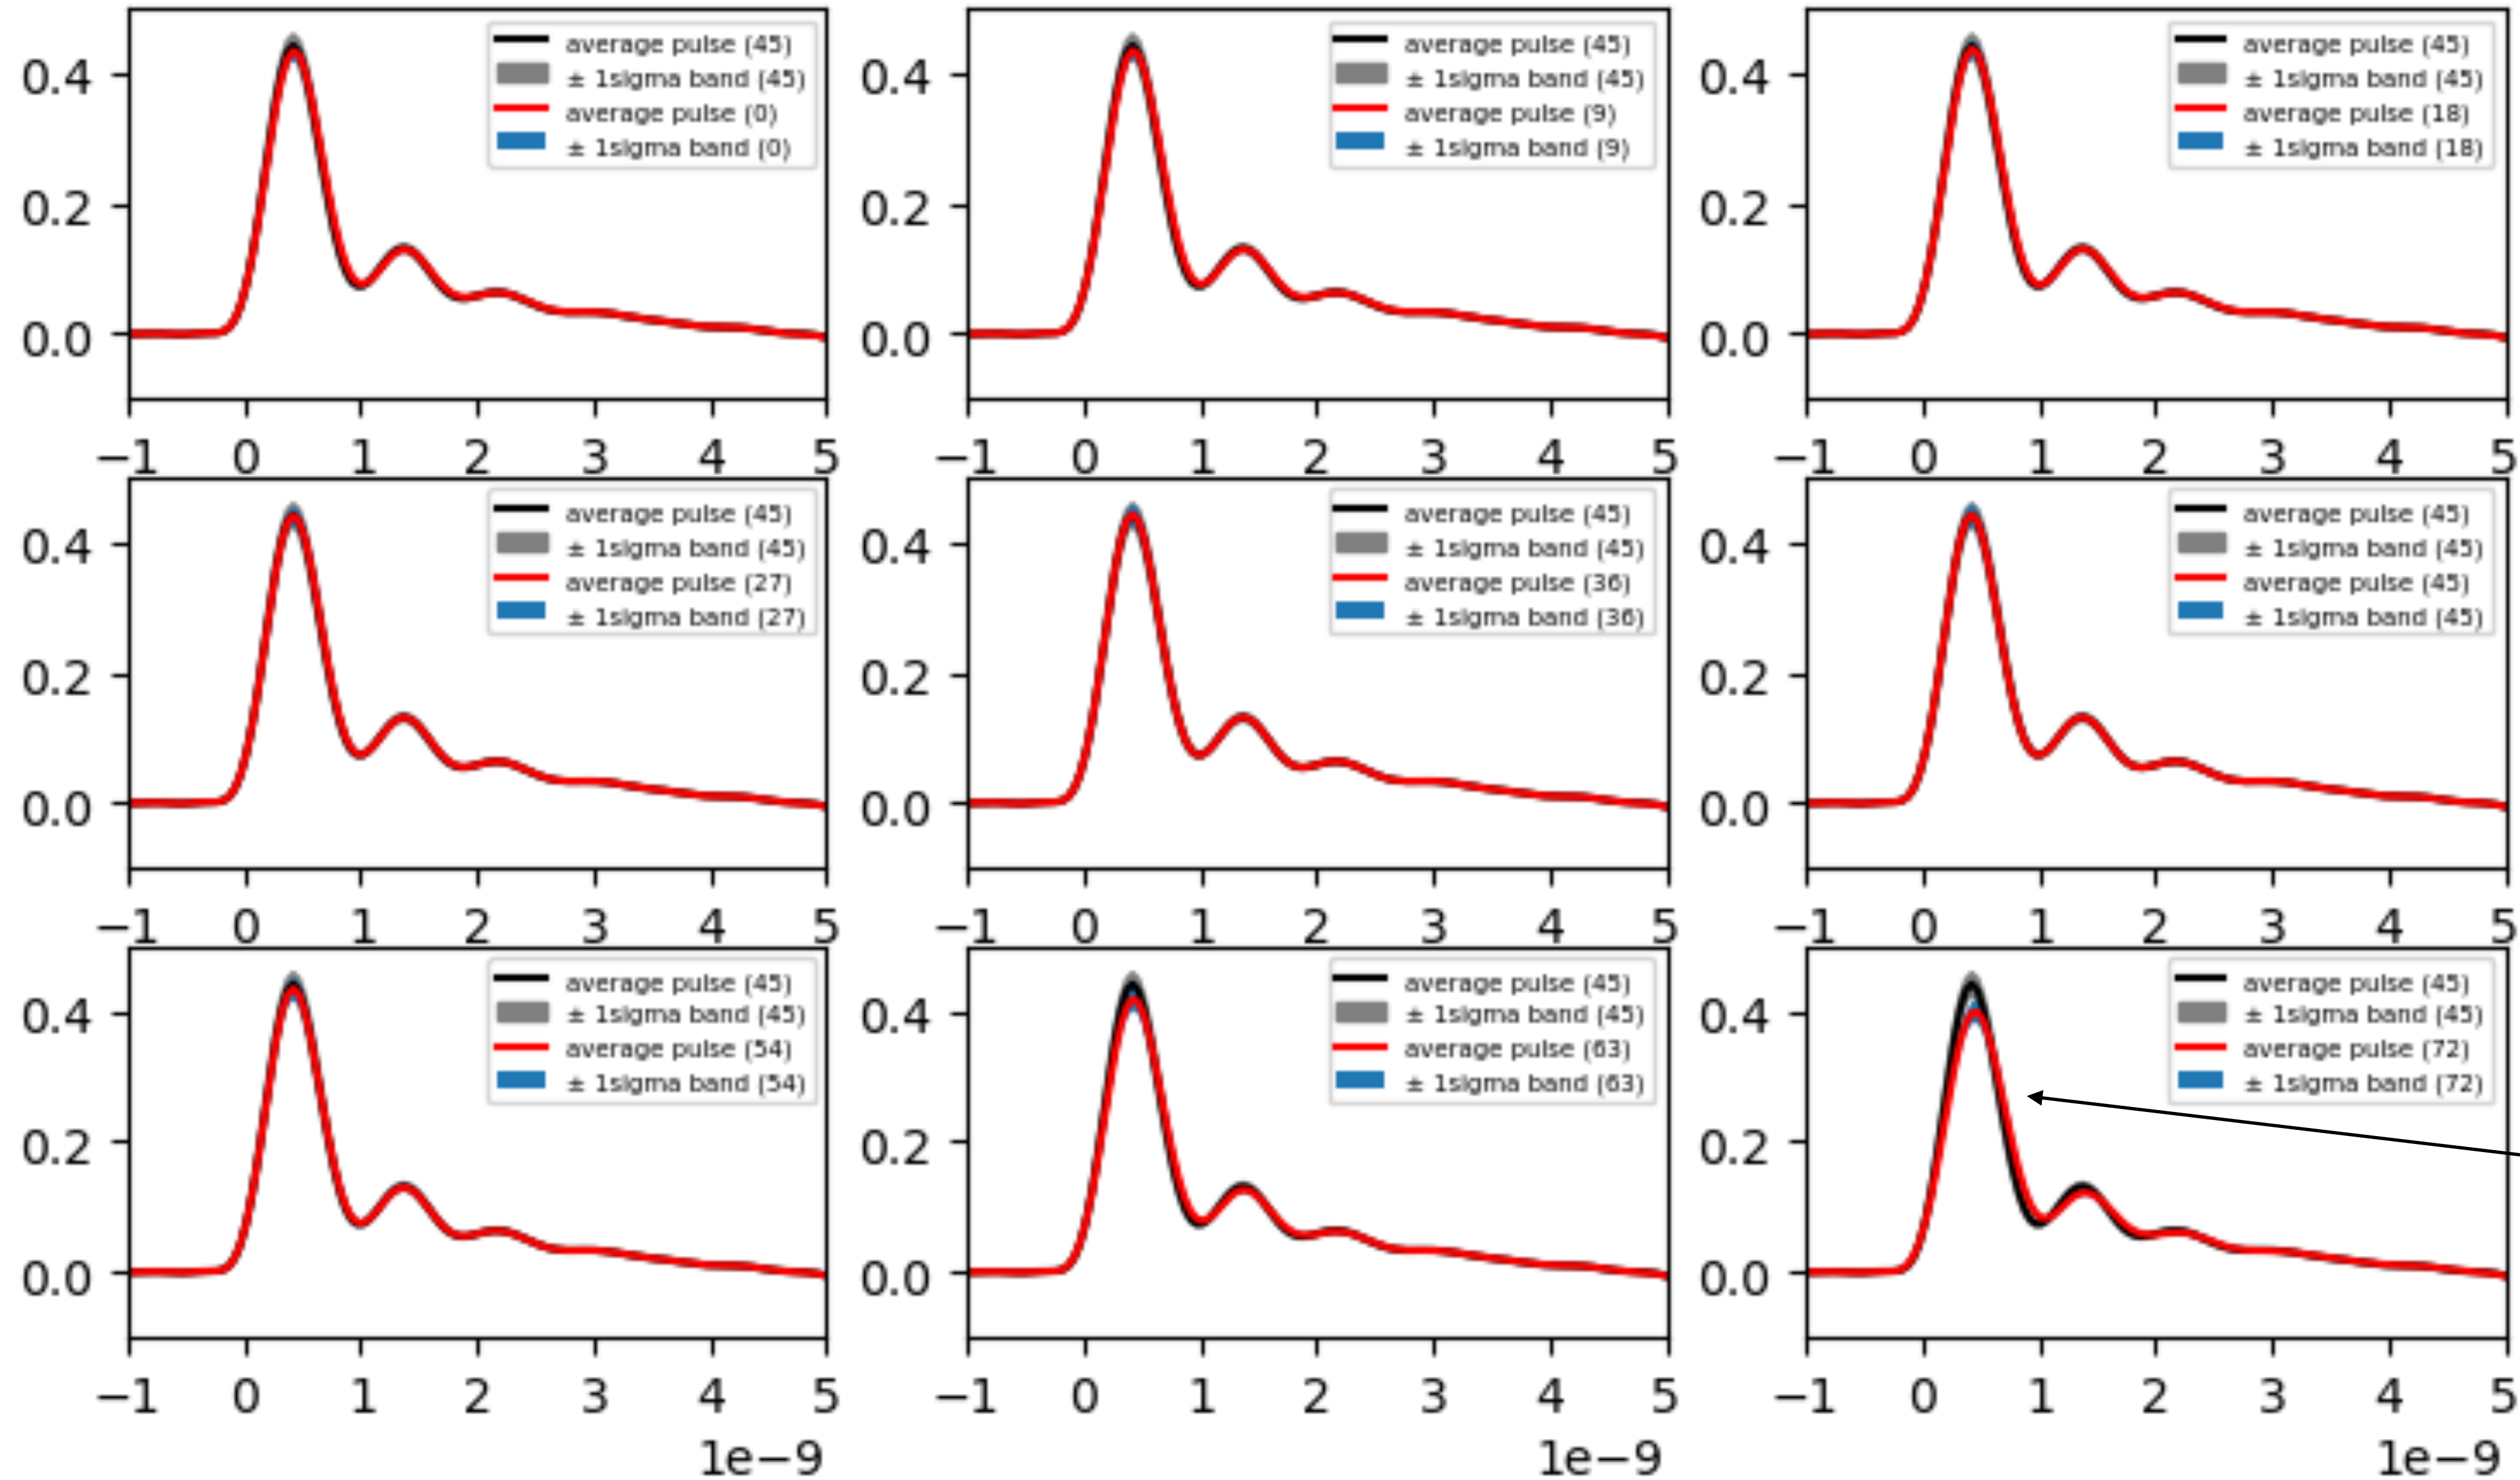 average pulse (45)
± 1sigma band (45)
average pulse (0)
± 1sigma band (0)
0.4
0.2
0.0
−1 0 1 2 3 4 5
average pulse (45)
± 1sigma band (45)
average pulse (9)
± 1sigma band (9)
0.4
0.2
0.0
−1 0 1 2 3 4 5
average pulse (45)
± 1sigma band (45)
average pulse (18)
± 1sigma band (18)
0.4
0.2
0.0
−1 0 1 2 3 4 5
average pulse (45)
± 1sigma band (45)
average pulse (27)
± 1sigma band (27)
0.4
0.2
0.0
−1 0 1 2 3 4 5
average pulse (45)
± 1sigma band (45)
average pulse (36)
± 1sigma band (36)
0.4
0.2
0.0
−1 0 1 2 3 4 5
average pulse (45)
± 1sigma band (45)
average pulse (45)
± 1sigma band (45)
0.4
0.2
0.0
−1 0 1 2 3 4 5
average pulse (45)
± 1sigma band (45)
average pulse (54)
± 1sigma band (54)
0.4
0.2
0.0
−1 0 1 2 3 4 5
1e−9
average pulse (45)
± 1sigma band (45)
average pulse (63)
± 1sigma band (63)
0.4
0.2
0.0
−1 0 1 2 3 4 5
1e−9
average pulse (45)
± 1sigma band (45)
average pulse (72)
± 1sigma band (72)
0.4
0.2
0.0
−1 0 1 2 3 4 5
1e−9